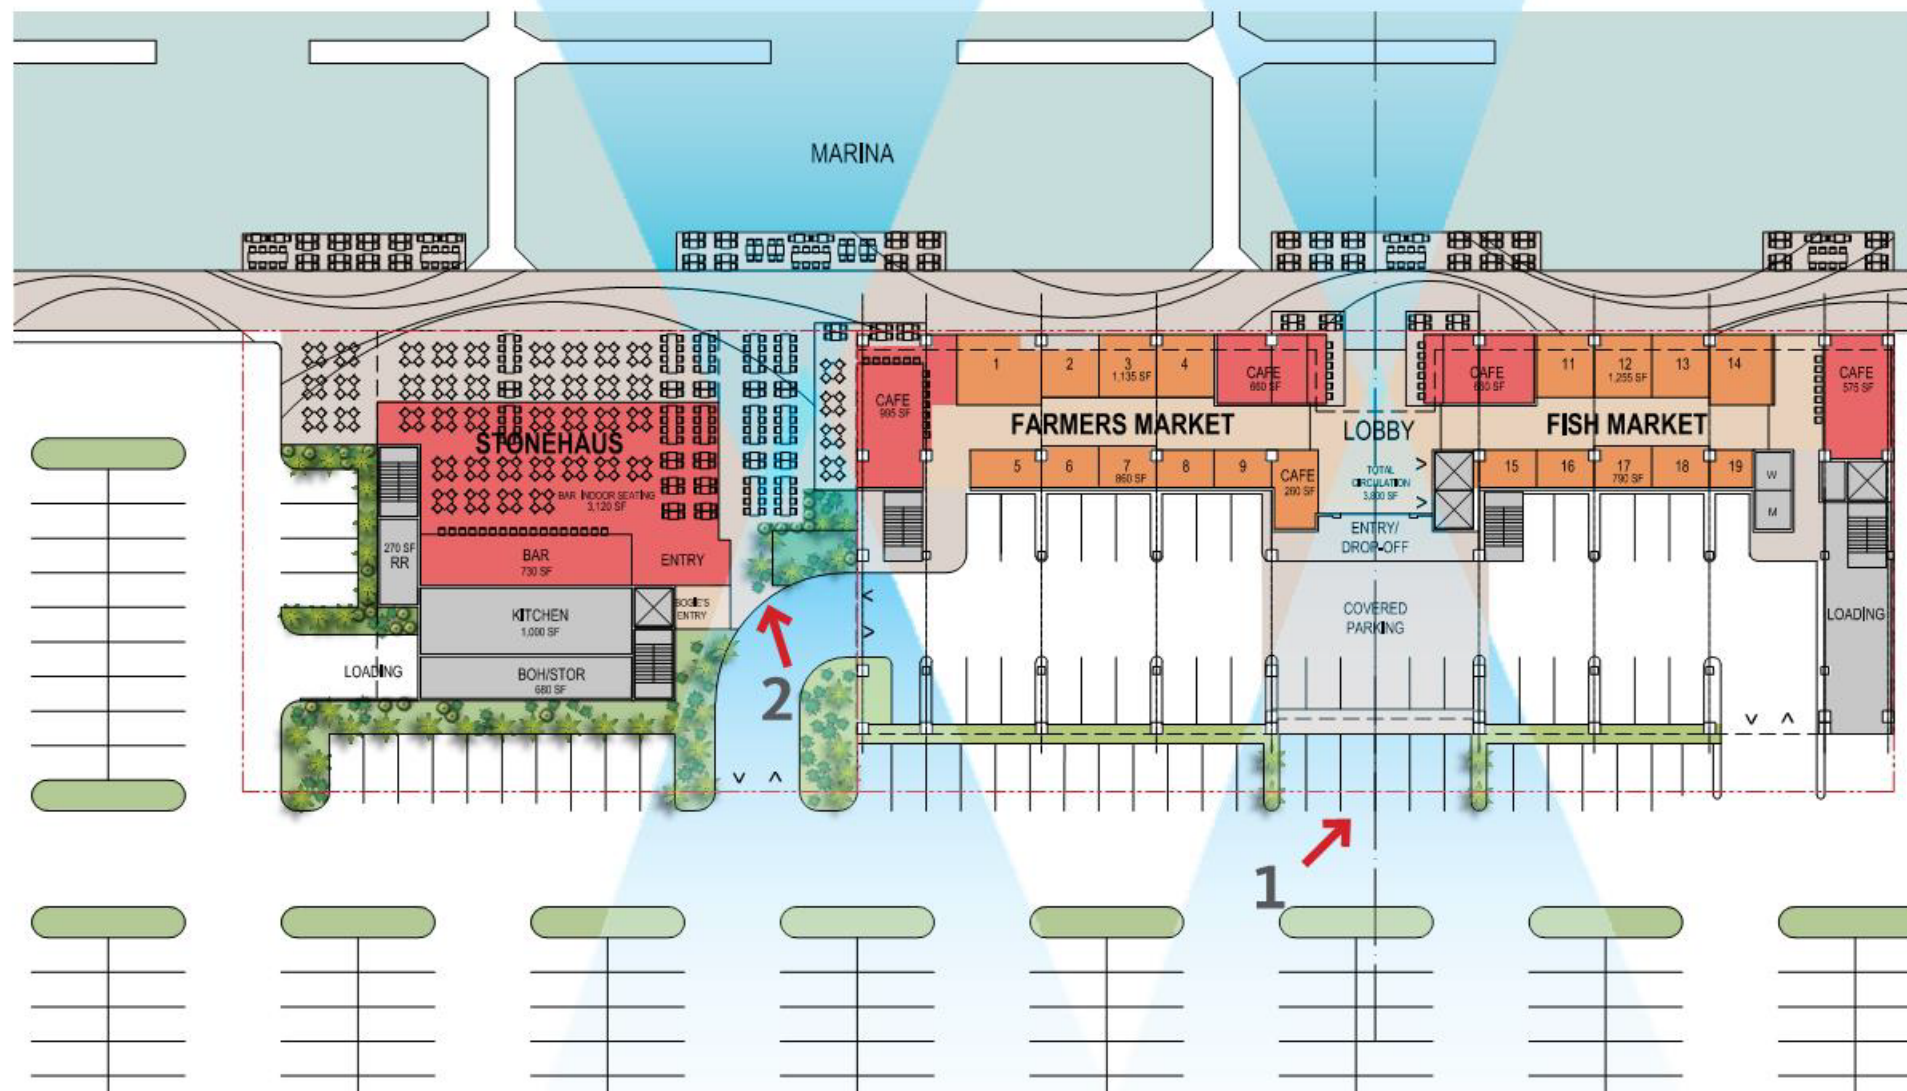 MARINA
1
2
3
1,135 SF
4
CAFE
660 SF
CAFE
680 SF
11
12
1,255 SF
13
14
CAFE
575 SF
CAFE
995 SF
FARMERS MARKET
LOBBY
FISH MARKET
STONEHAUS
5
6
7
860 SF
8
9
CAFE
260 SF
TOTAL
CIRCULATION
3,800 SF
>
>
15
16
17
790 SF
18
19
W
M
BAR INDOOR SEATING
3,120 SF
270 SF
RR
BAR
730 SF
ENTRY
ENTRY/
DROP-OFF
KITCHEN
1,000 SF
BOGIE'S
ENTRY
<
>
COVERED
PARKING
LOADING
LOADING
BOH/STOR
680 SF
2
1